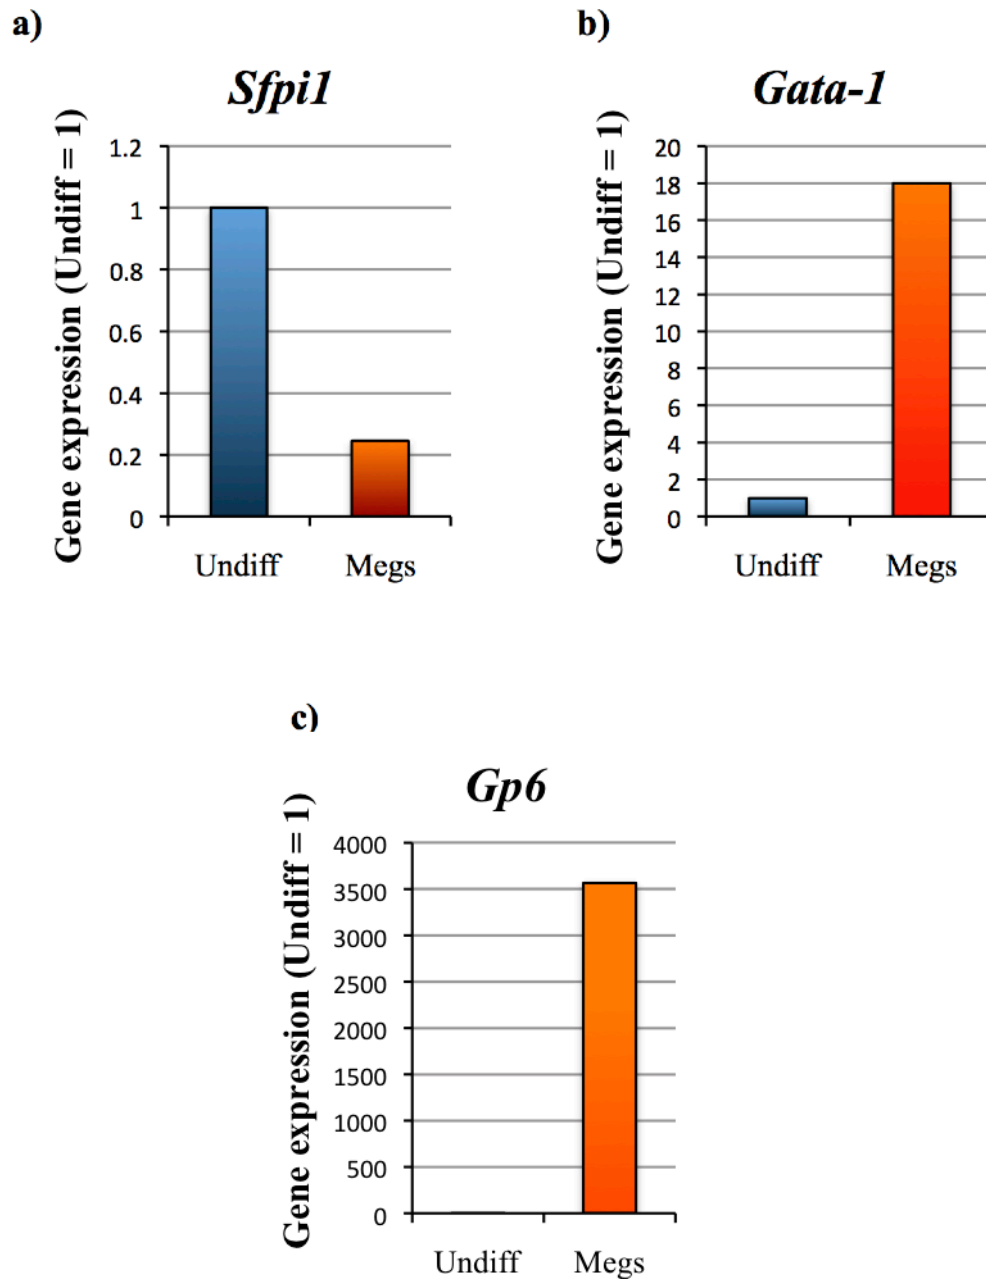 a)
Sfpi1
Gene expression (Undiff = 1)
1.2
1
0.8
0.6
0.4
0.2
0
Undiff
Megs
b)
Gata-1
Gene expression (Undiff = 1)
20
18
16
14
12
10
8
6
4
2
0
Undiff
Megs
c)
Gp6
Gene expression (Undiff = 1)
4000
3500
3000
2500
2000
1500
1000
500
0
Undiff
Megs